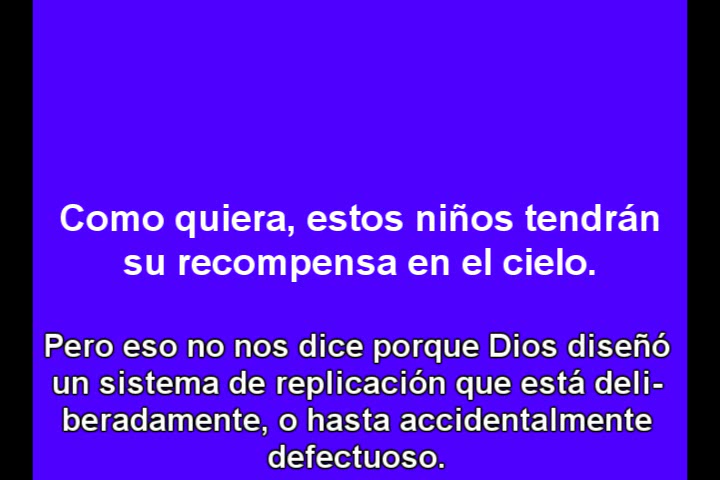 Como quiera, estos niños tendrán
su recompensa en el cielo.
Pero eso no nos dice porque Dios diseñó
un sistema de replicación que está deli-
beradamente, o hasta accidentalmente
defectuoso.